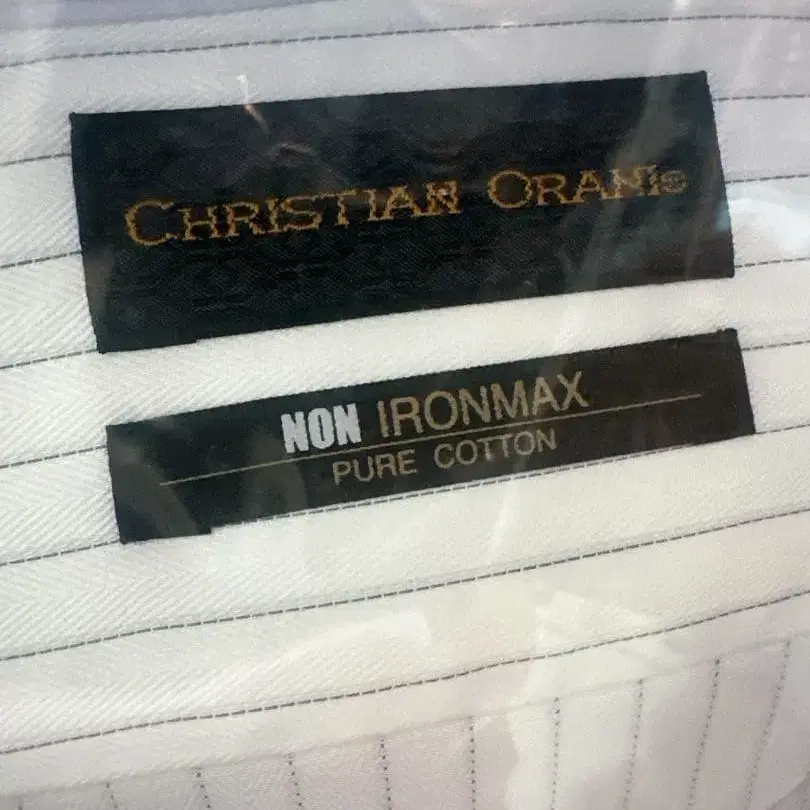 CHRISTIAN ORANI®
NON IRONMAX
PURE COTTON